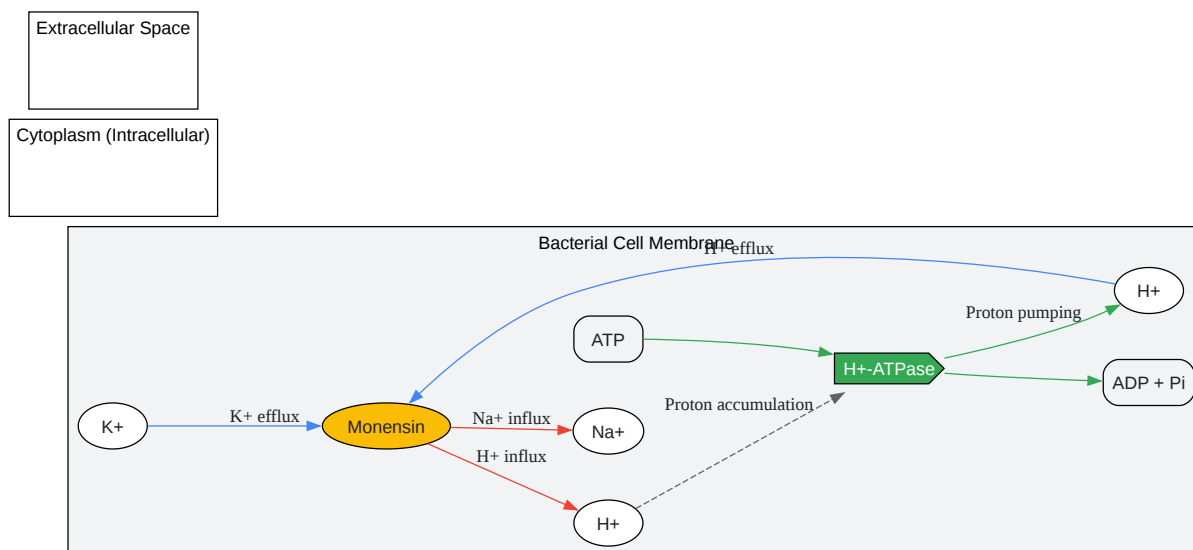 Extracellular Space
Cytoplasm (Intracellular)
Bacterial Cell Membrane
H+ efflux
H+
Proton pumping
ATP
H+-ATPase
ADP + Pi
Proton accumulation
K+
K+ efflux
Monensin
Na+ influx
Na+
H+ influx
H+